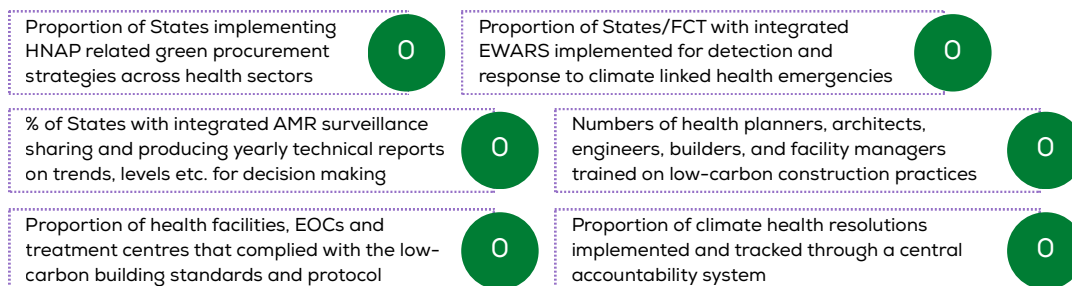 Proportion of States implementing
HNAP related green procurement
strategies across health sectors
0
Proportion of States/FCT with integrated
EWARS implemented for detection and
response to climate linked health emergencies
0
% of States with integrated AMR surveillance
sharing and producing yearly technical reports
on trends, levels etc. for decision making
0
Numbers of health planners, architects,
engineers, builders, and facility managers
trained on low-carbon construction practices
0
Proportion of health facilities, EOCs and
treatment centres that complied with the low-
carbon building standards and protocol
0
Proportion of climate health resolutions
implemented and tracked through a central
accountability system
0